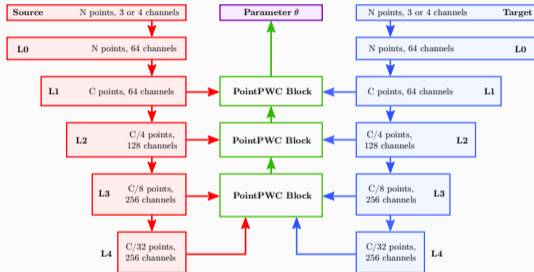 Source N points, 3 or 4 channels Parameter θ N points, 3 or 4 channels Target
L0 N points, 64 channels N points, 64 channels L0
L1 C points, 64 channels PointPWC Block C points, 64 channels L1
L2 C/4 points, 128 channels PointPWC Block C/4 points, 128 channels L2
L3 C/8 points, 256 channels PointPWC Block C/8 points, 256 channels L3
L4 C/32 points, 256 channels C/32 points, 256 channels L4